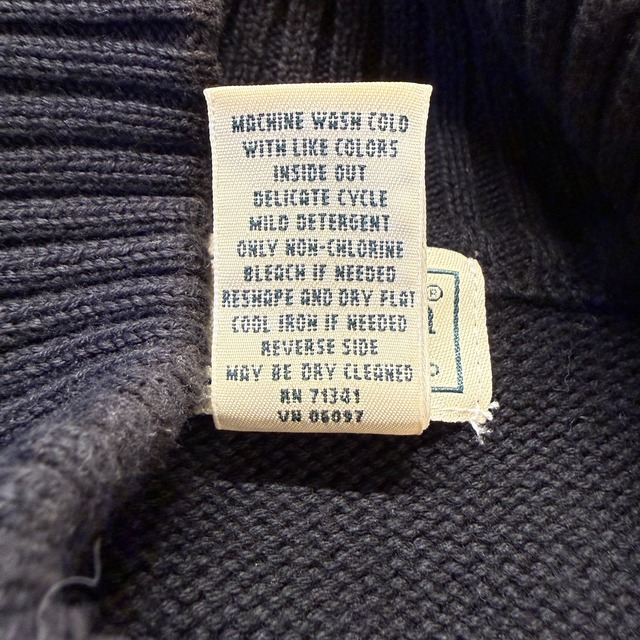 MACHINE WASH COLD
WITH LIKE COLORS
INSIDE OUT
DELICATE CYCLE
MILD DETERGENT
ONLY NON-CHLORINE
BLEACH IF NEEDED
RESHAPE AND DRY FLAT
COOL IRON IF NEEDED
REVERSE SIDE
MAY BE DRY CLEANED
RN 71341
VN 06097
®